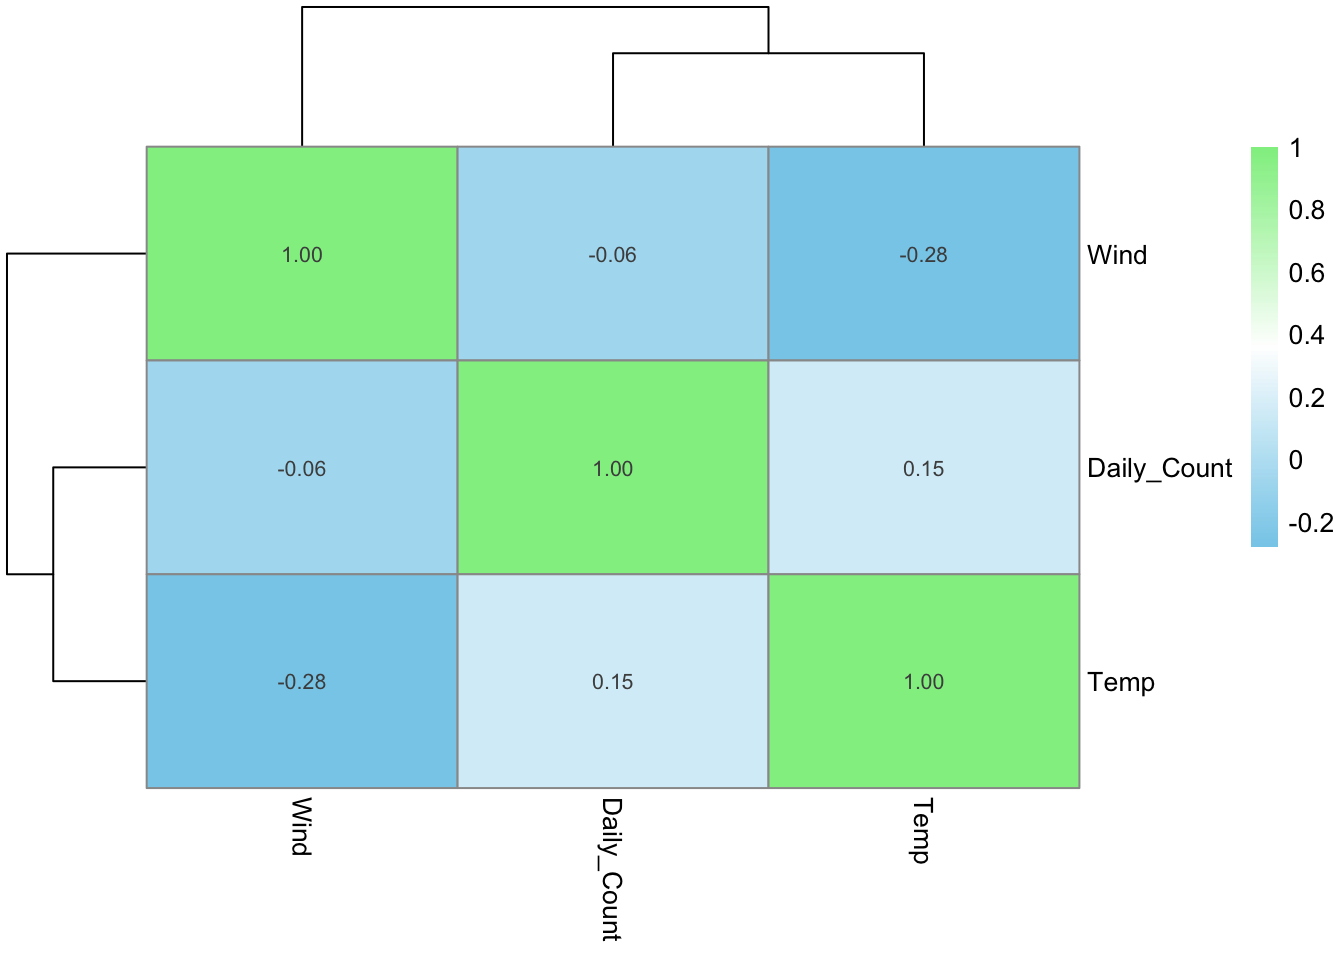 1.00 -0.06 -0.28 Wind
-0.06 1.00 0.15 Daily_Count
-0.28 0.15 1.00 Temp
Wind
Daily_Count
Temp
1
0.8
0.6
0.4
0.2
0
-0.2